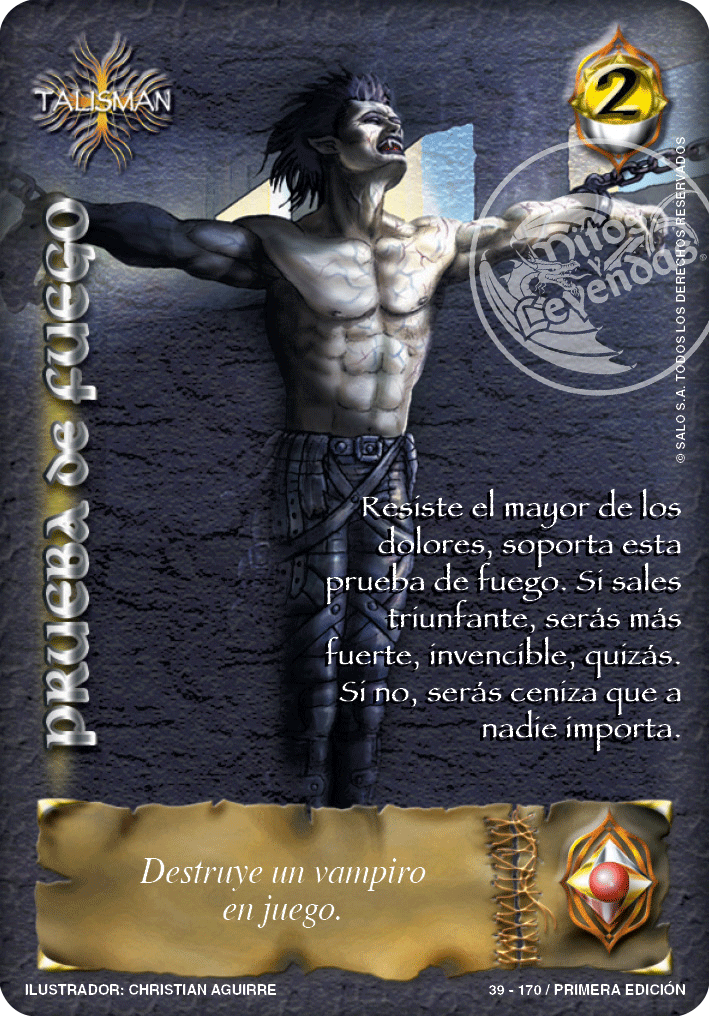 TALISMAN
2
Mitos
y
Leyendas
®
© SALO S.A. TODOS LOS DERECHOS RESERVADOS
PRUEBA DE FUEGO
Resiste el mayor de los
dolores, soporta esta
prueba de fuego. Si sales
triunfante, serás más
fuerte, invencible, quizás.
Si no, serás ceniza que a
nadie importa.
Destruye un vampiro
en juego.
ILUSTRADOR: CHRISTIAN AGUIRRE
39 - 170 / PRIMERA EDICIÓN